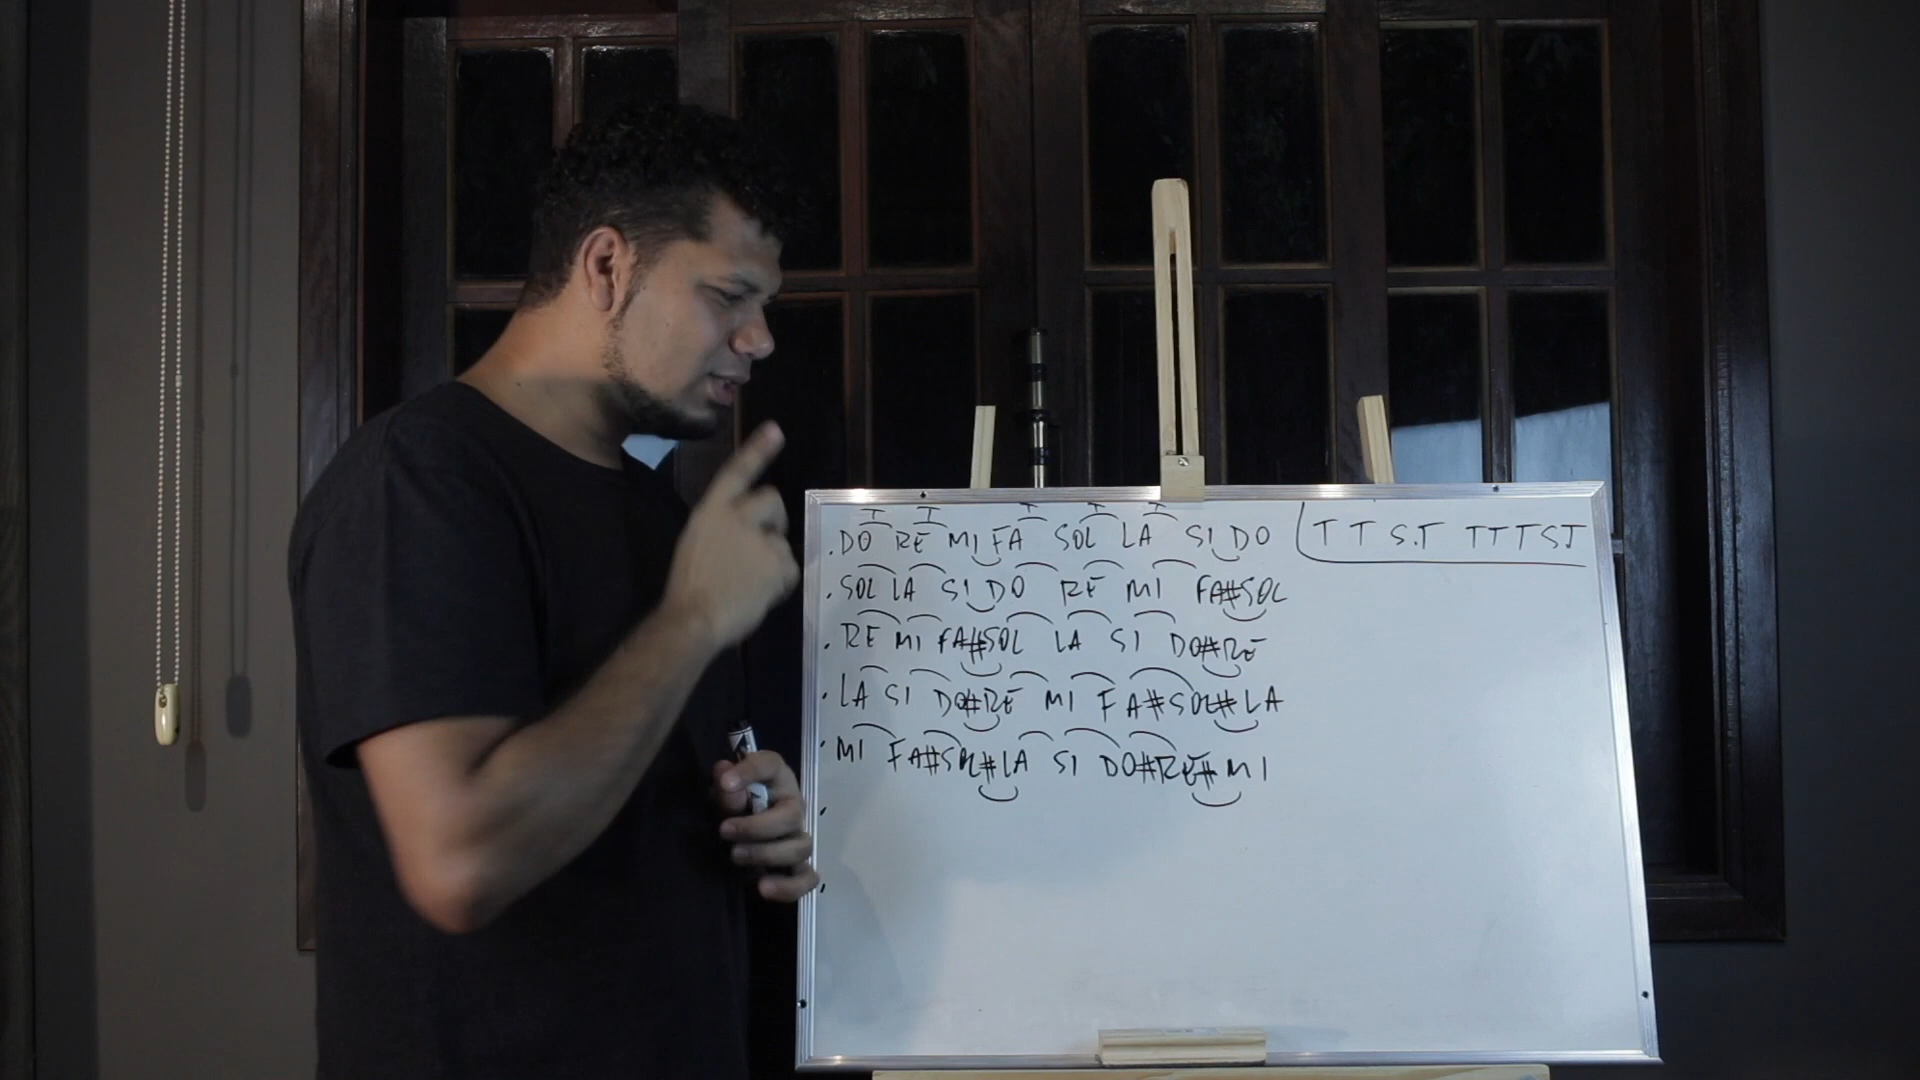 T T T T T
. DO RE MI FA SOL LA SI DO ( T T S.T T T T S T
. SOL LA SI DO RE MI FA# SOL
. RE MI FA# SOL LA SI DO# RE
. LA SI DO# RE MI FA# SOL# LA
. MI FA# SOL# LA SI DO# RE# MI